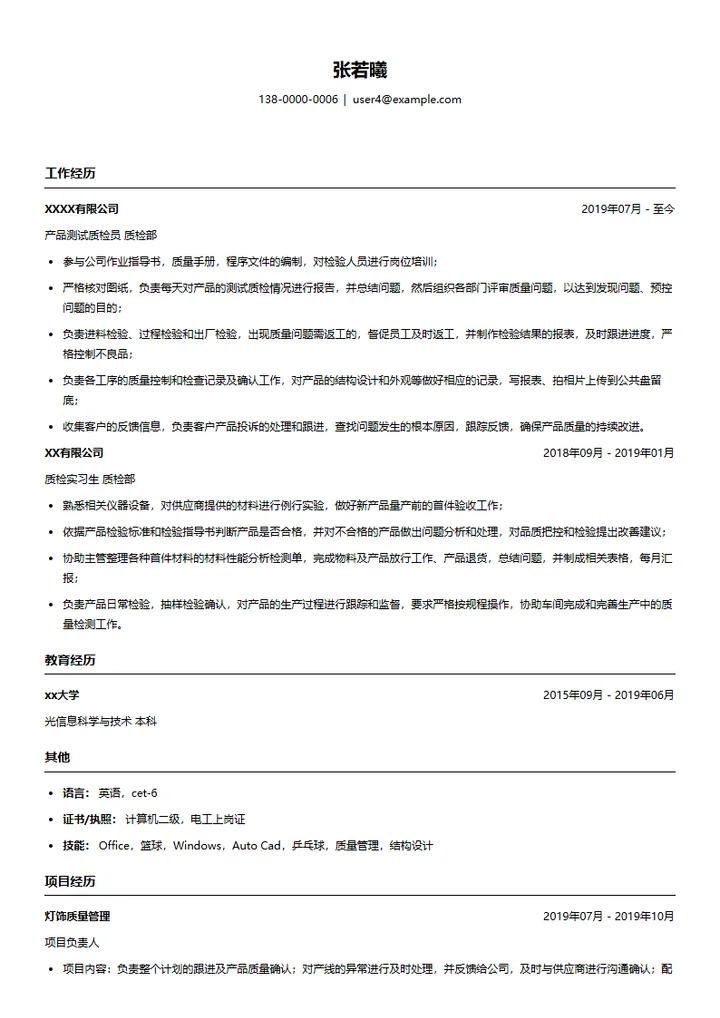 张若曦
138-0000-0006 | user4@example.com
工作经历
XXXX有限公司 2019年07月 - 至今
产品测试质检员 质检部
• 参与公司作业指导书，质量手册，程序文件的编制，对检验人员进行岗位培训；
• 严格核对图纸，负责每天对产品的测试质检情况进行报告，并总结问题，然后组织各部门评审质量问题，以达到发现问题、预控
问题的目的；
• 负责进料检验、过程检验和出厂检验，出现质量问题需返工的，督促员工及时返工，并制作检验结果的报表，及时跟进进度，严
格控制不良品；
• 负责各工序的质量控制和检查记录及确认工作，对产品的结构设计和外观等做好相应的记录，写报表、拍相片上传到公共盘留
底；
• 收集客户的反馈信息，负责客户产品投诉的处理和跟进，查找问题发生的根本原因，跟踪反馈，确保产品质量的持续改进。
XX有限公司 2018年09月 - 2019年01月
质检实习生 质检部
• 熟悉相关仪器设备，对供应商提供的材料进行例行实验，做好新产品量产前的首件验收工作；
• 依据产品检验标准和检验指导书判断产品是否合格，并对不合格的产品做出问题分析和处理，对品质把控和检验提出改善建议；
• 协助主管整理各种首件材料的材料性能分析检测单，完成物料及产品放行工作、产品退货，总结问题，并制成相关表格，每月汇
报；
• 负责产品日常检验，抽样检验确认，对产品的生产过程进行跟踪和监督，要求严格按规程操作，协助车间完成和完善生产中的质
量检测工作。
教育经历
xx大学 2015年09月 - 2019年06月
光信息科学与技术 本科
其他
• 语言： 英语，cet-6
• 证书/执照： 计算机二级，电工上岗证
• 技能： Office，篮球，Windows，Auto Cad，乒乓球，质量管理，结构设计
项目经历
灯饰质量管理 2019年07月 - 2019年10月
项目负责人
• 项目内容：负责整个计划的跟进及产品质量确认；对产线的异常进行及时处理，并反馈给公司，及时与供应商进行沟通确认；配